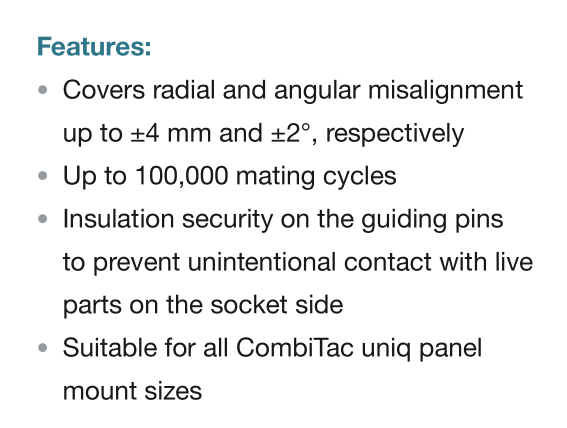 Features:
• Covers radial and angular misalignment
up to ±4 mm and ±2°, respectively
• Up to 100,000 mating cycles
• Insulation security on the guiding pins
to prevent unintentional contact with live
parts on the socket side
• Suitable for all CombiTac uniq panel
mount sizes